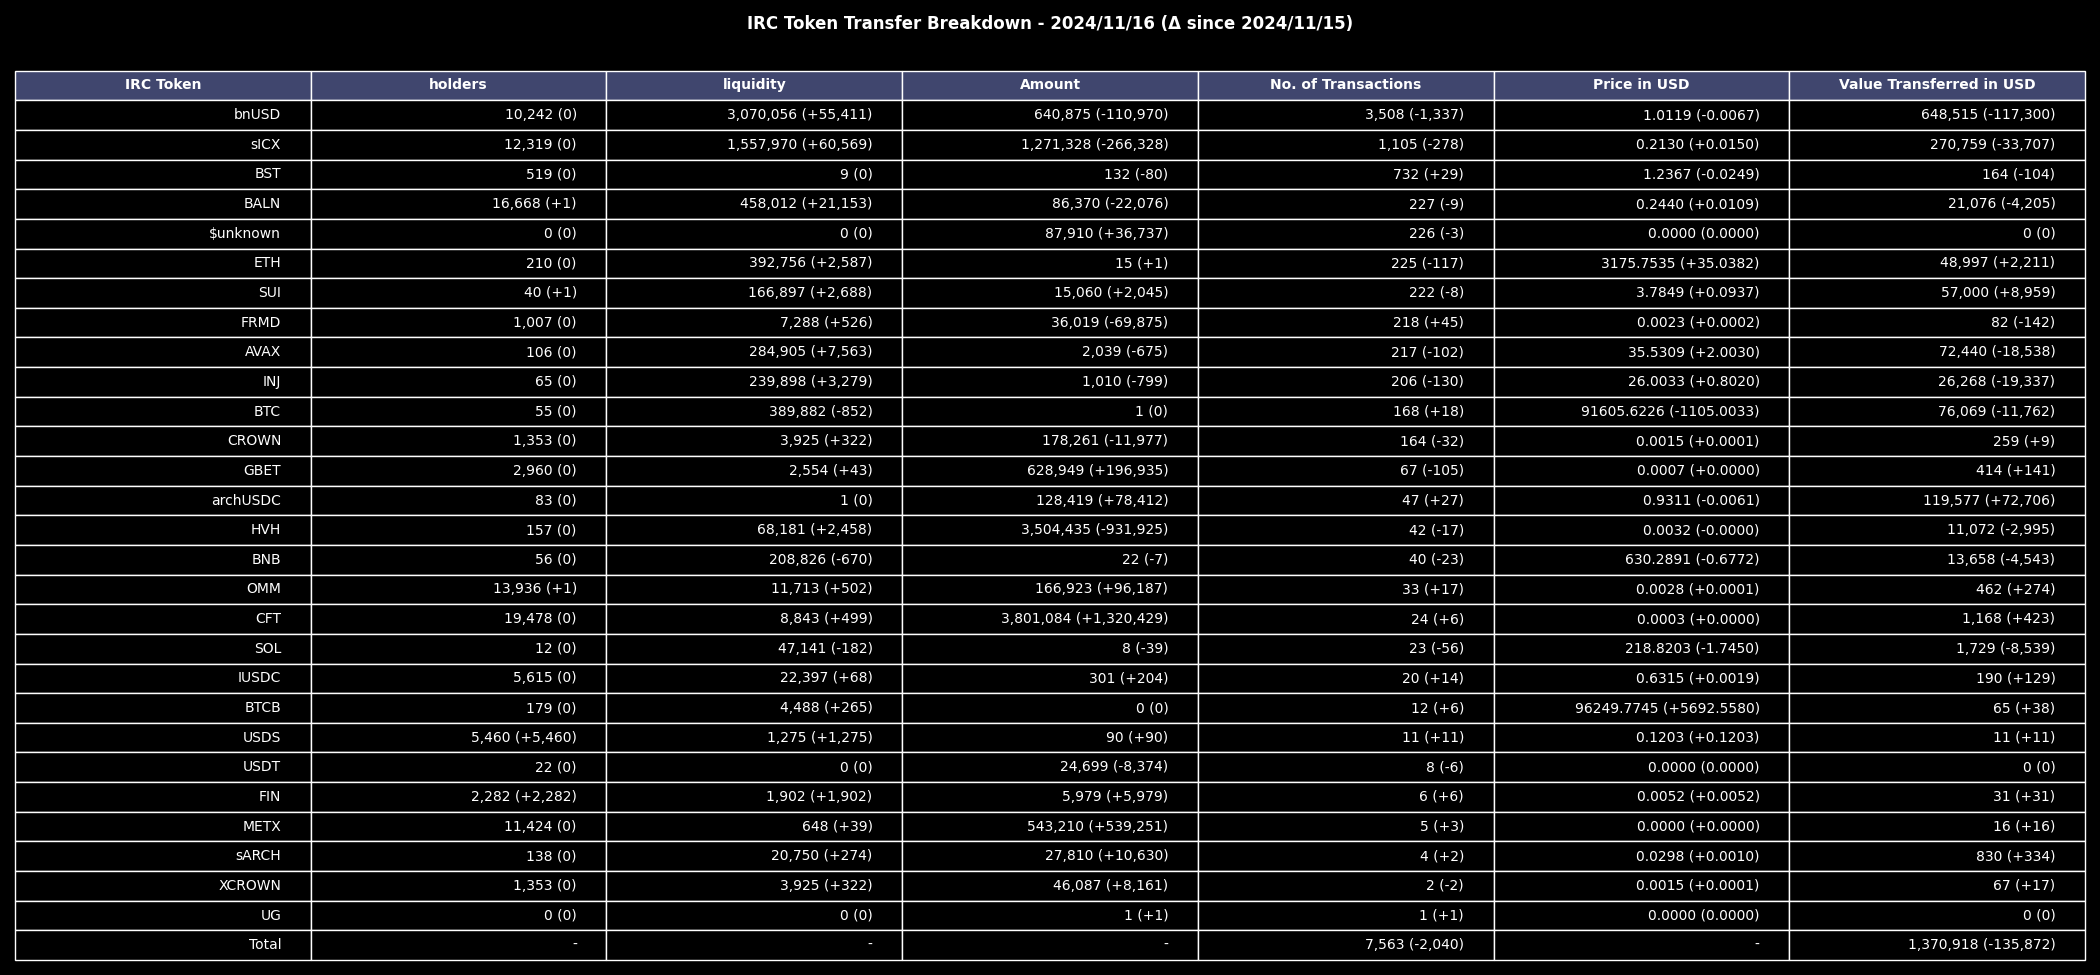 IRC Token Transfer Breakdown - 2024/11/16 (Δ since 2024/11/15)
IRC Token holders liquidity Amount No. of Transactions Price in USD Value Transferred in USD
bnUSD 10,242 (0) 3,070,056 (+55,411) 640,875 (-110,970) 3,508 (-1,337) 1.0119 (-0.0067) 648,515 (-117,300)
sICX 12,319 (0) 1,557,970 (+60,569) 1,271,328 (-266,328) 1,105 (-278) 0.2130 (+0.0150) 270,759 (-33,707)
BST 519 (0) 9 (0) 132 (-80) 732 (+29) 1.2367 (-0.0249) 164 (-104)
BALN 16,668 (+1) 458,012 (+21,153) 86,370 (-22,076) 227 (-9) 0.2440 (+0.0109) 21,076 (-4,205)
$unknown 0 (0) 0 (0) 87,910 (+36,737) 226 (-3) 0.0000 (0.0000) 0 (0)
ETH 210 (0) 392,756 (+2,587) 15 (+1) 225 (-117) 3175.7535 (+35.0382) 48,997 (+2,211)
SUI 40 (+1) 166,897 (+2,688) 15,060 (+2,045) 222 (-8) 3.7849 (+0.0937) 57,000 (+8,959)
FRMD 1,007 (0) 7,288 (+526) 36,019 (-69,875) 218 (+45) 0.0023 (+0.0002) 82 (-142)
AVAX 106 (0) 284,905 (+7,563) 2,039 (-675) 217 (-102) 35.5309 (+2.0030) 72,440 (-18,538)
INJ 65 (0) 239,898 (+3,279) 1,010 (-799) 206 (-130) 26.0033 (+0.8020) 26,268 (-19,337)
BTC 55 (0) 389,882 (-852) 1 (0) 168 (+18) 91605.6226 (-1105.0033) 76,069 (-11,762)
CROWN 1,353 (0) 3,925 (+322) 178,261 (-11,977) 164 (-32) 0.0015 (+0.0001) 259 (+9)
GBET 2,960 (0) 2,554 (+43) 628,949 (+196,935) 67 (-105) 0.0007 (+0.0000) 414 (+141)
archUSDC 83 (0) 1 (0) 128,419 (+78,412) 47 (+27) 0.9311 (-0.0061) 119,577 (+72,706)
HVH 157 (0) 68,181 (+2,458) 3,504,435 (-931,925) 42 (-17) 0.0032 (-0.0000) 11,072 (-2,995)
BNB 56 (0) 208,826 (-670) 22 (-7) 40 (-23) 630.2891 (-0.6772) 13,658 (-4,543)
OMM 13,936 (+1) 11,713 (+502) 166,923 (+96,187) 33 (+17) 0.0028 (+0.0001) 462 (+274)
CFT 19,478 (0) 8,843 (+499) 3,801,084 (+1,320,429) 24 (+6) 0.0003 (+0.0000) 1,168 (+423)
SOL 12 (0) 47,141 (-182) 8 (-39) 23 (-56) 218.8203 (-1.7450) 1,729 (-8,539)
IUSDC 5,615 (0) 22,397 (+68) 301 (+204) 20 (+14) 0.6315 (+0.0019) 190 (+129)
BTCB 179 (0) 4,488 (+265) 0 (0) 12 (+6) 96249.7745 (+5692.5580) 65 (+38)
USDS 5,460 (+5,460) 1,275 (+1,275) 90 (+90) 11 (+11) 0.1203 (+0.1203) 11 (+11)
USDT 22 (0) 0 (0) 24,699 (-8,374) 8 (-6) 0.0000 (0.0000) 0 (0)
FIN 2,282 (+2,282) 1,902 (+1,902) 5,979 (+5,979) 6 (+6) 0.0052 (+0.0052) 31 (+31)
METX 11,424 (0) 648 (+39) 543,210 (+539,251) 5 (+3) 0.0000 (+0.0000) 16 (+16)
sARCH 138 (0) 20,750 (+274) 27,810 (+10,630) 4 (+2) 0.0298 (+0.0010) 830 (+334)
XCROWN 1,353 (0) 3,925 (+322) 46,087 (+8,161) 2 (-2) 0.0015 (+0.0001) 67 (+17)
UG 0 (0) 0 (0) 1 (+1) 1 (+1) 0.0000 (0.0000) 0 (0)
Total - - - 7,563 (-2,040) - 1,370,918 (-135,872)